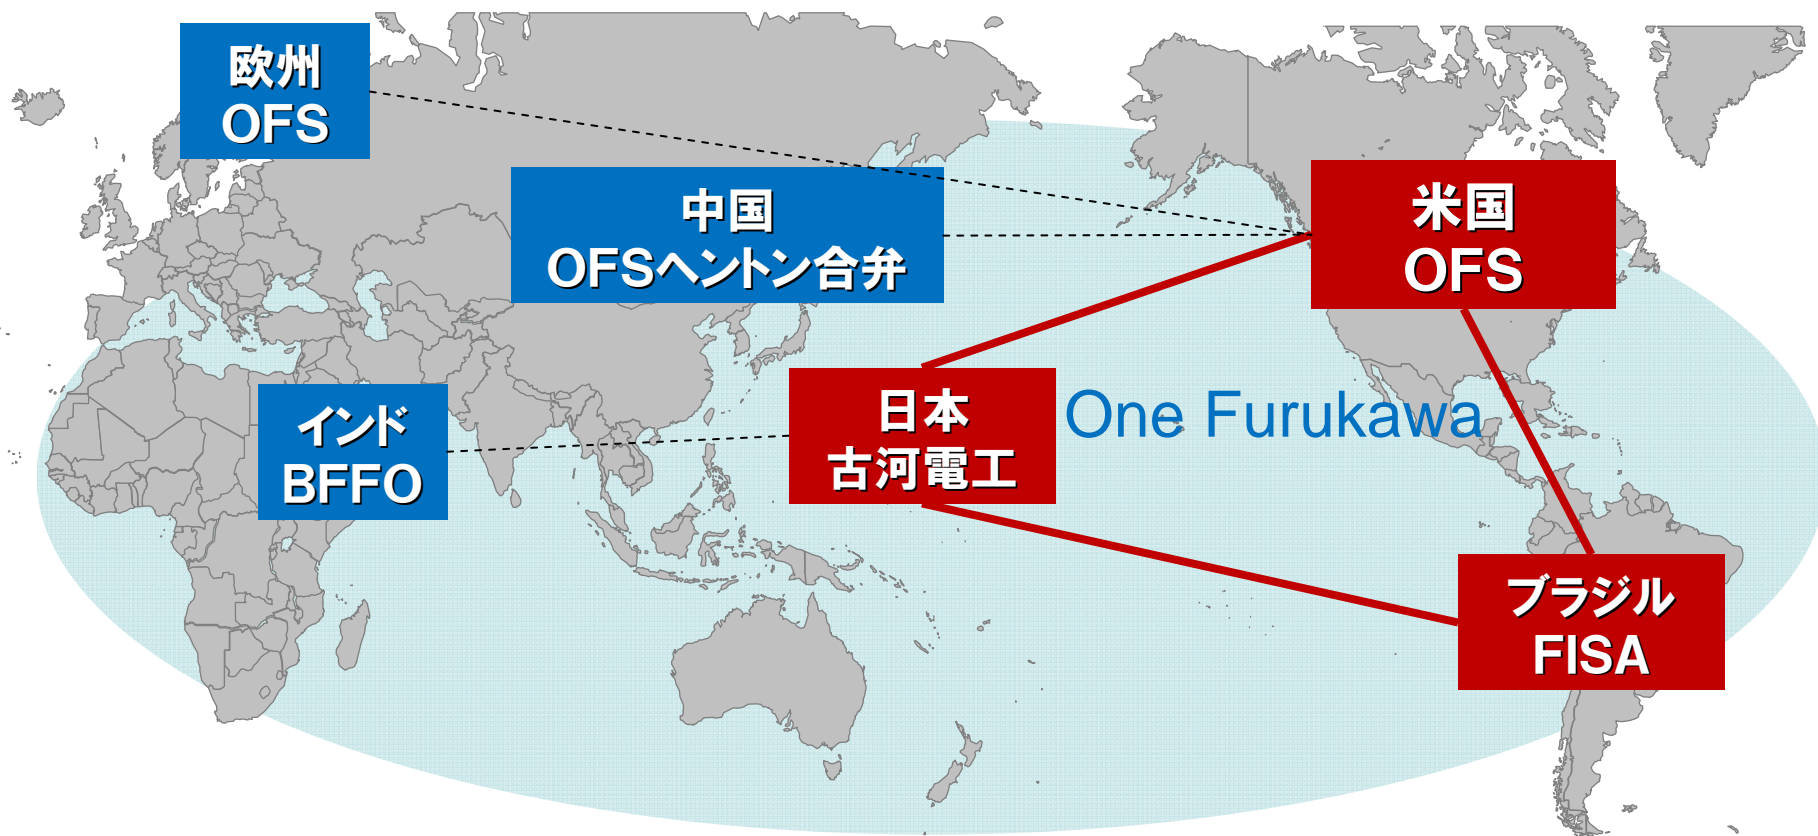 欧州
OFS
中国
OFSヘントン合弁
米国
OFS
インド
BFFO
日本
古河電工
One Furukawa
ブラジル
FISA